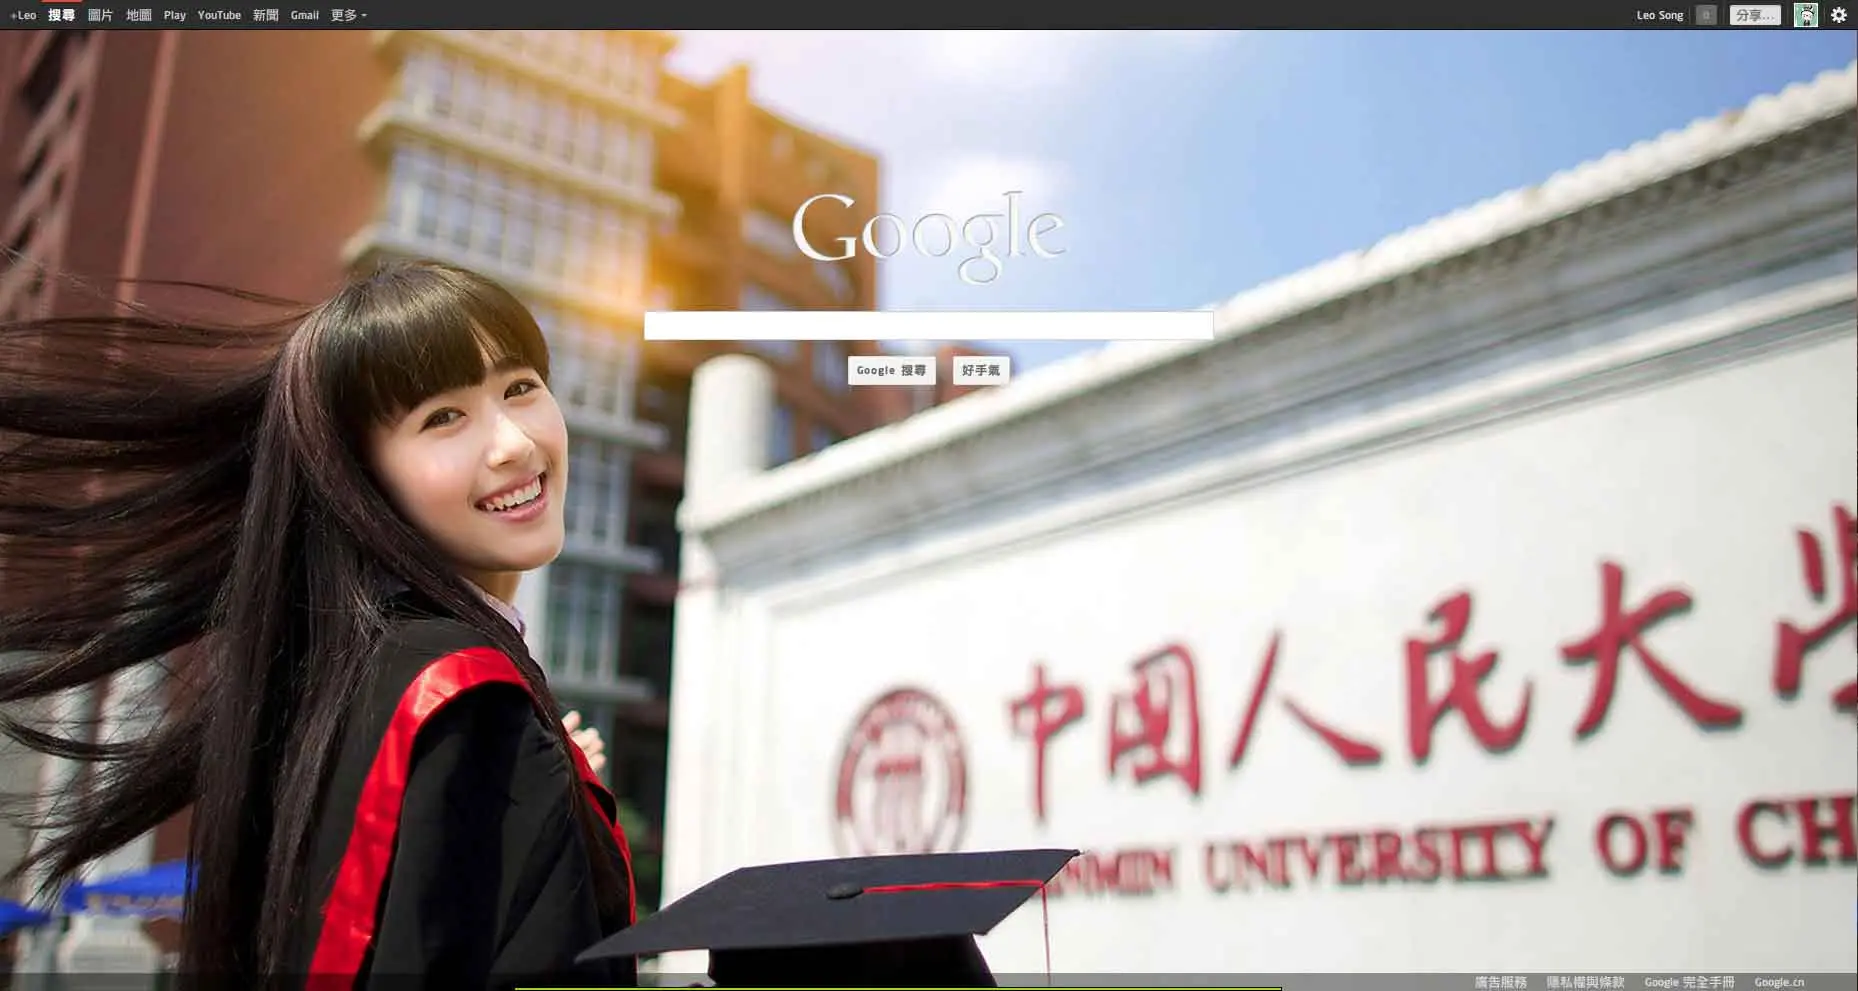 +Leo 搜尋 圖片 地圖 Play YouTube 新聞 Gmail 更多
Leo Song 分享...
Google
Google 搜尋 好手氣
中国人民大学
UNIVERSITY OF CH
廣告服務 隱私權與條款 Google 完全手冊 Google.cn